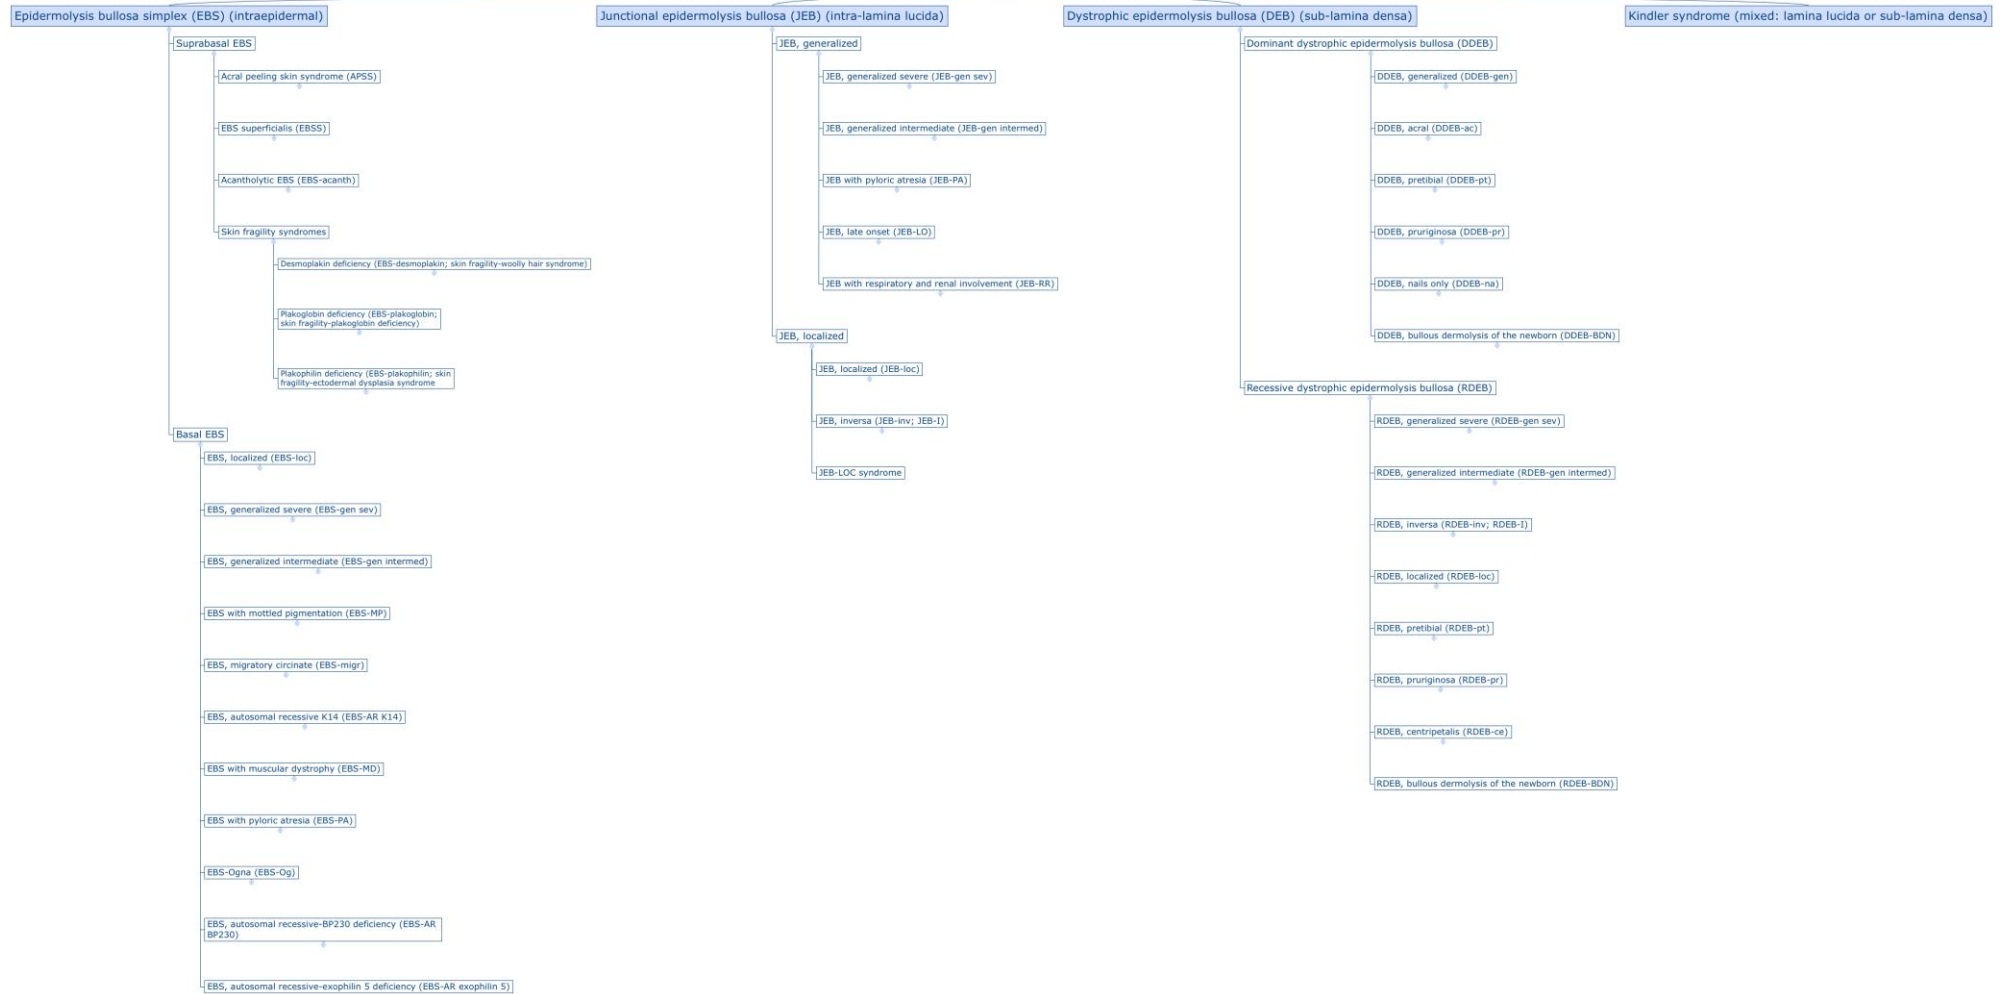 Epidermolysis bullosa simplex (EBS) (intraepidermal)
Suprabasal EBS
Acral peeling skin syndrome (APSS)
EBS superficialis (EBSS)
Acantholytic EBS (EBS-acanth)
Skin fragility syndromes
Desmoplakin deficiency (EBS-desmoplakin; skin fragility-woolly hair syndrome)
Plakoglobin deficiency (EBS-plakoglobin;
skin fragility-plakoglobin deficiency)
Plakophilin deficiency (EBS-plakophilin; skin
fragility-ectodermal dysplasia syndrome
Basal EBS
EBS, localized (EBS-loc)
EBS, generalized severe (EBS-gen sev)
EBS, generalized intermediate (EBS-gen intermed)
EBS with mottled pigmentation (EBS-MP)
EBS, migratory circinate (EBS-migr)
EBS, autosomal recessive K14 (EBS-AR K14)
EBS with muscular dystrophy (EBS-MD)
EBS with pyloric atresia (EBS-PA)
EBS-Ogna (EBS-Og)
EBS, autosomal recessive-BP230 deficiency (EBS-AR
BP230)
EBS, autosomal recessive-exophilin 5 deficiency (EBS-AR exophilin 5)
Junctional epidermolysis bullosa (JEB) (intra-lamina lucida)
JEB, generalized
JEB, generalized severe (JEB-gen sev)
JEB, generalized intermediate (JEB-gen intermed)
JEB with pyloric atresia (JEB-PA)
JEB, late onset (JEB-LO)
JEB with respiratory and renal involvement (JEB-RR)
JEB, localized
JEB, localized (JEB-loc)
JEB, inversa (JEB-inv; JEB-I)
JEB-LOC syndrome
Dystrophic epidermolysis bullosa (DEB) (sub-lamina densa)
Dominant dystrophic epidermolysis bullosa (DDEB)
DDEB, generalized (DDEB-gen)
DDEB, acral (DDEB-ac)
DDEB, pretibial (DDEB-pt)
DDEB, pruriginosa (DDEB-pr)
DDEB, nails only (DDEB-na)
DDEB, bullous dermolysis of the newborn (DDEB-BDN)
Recessive dystrophic epidermolysis bullosa (RDEB)
RDEB, generalized severe (RDEB-gen sev)
RDEB, generalized intermediate (RDEB-gen intermed)
RDEB, inversa (RDEB-inv; RDEB-I)
RDEB, localized (RDEB-loc)
RDEB, pretibial (RDEB-pt)
RDEB, pruriginosa (RDEB-pr)
RDEB, centripetalis (RDEB-ce)
RDEB, bullous dermolysis of the newborn (RDEB-BDN)
Kindler syndrome (mixed: lamina lucida or sub-lamina densa)